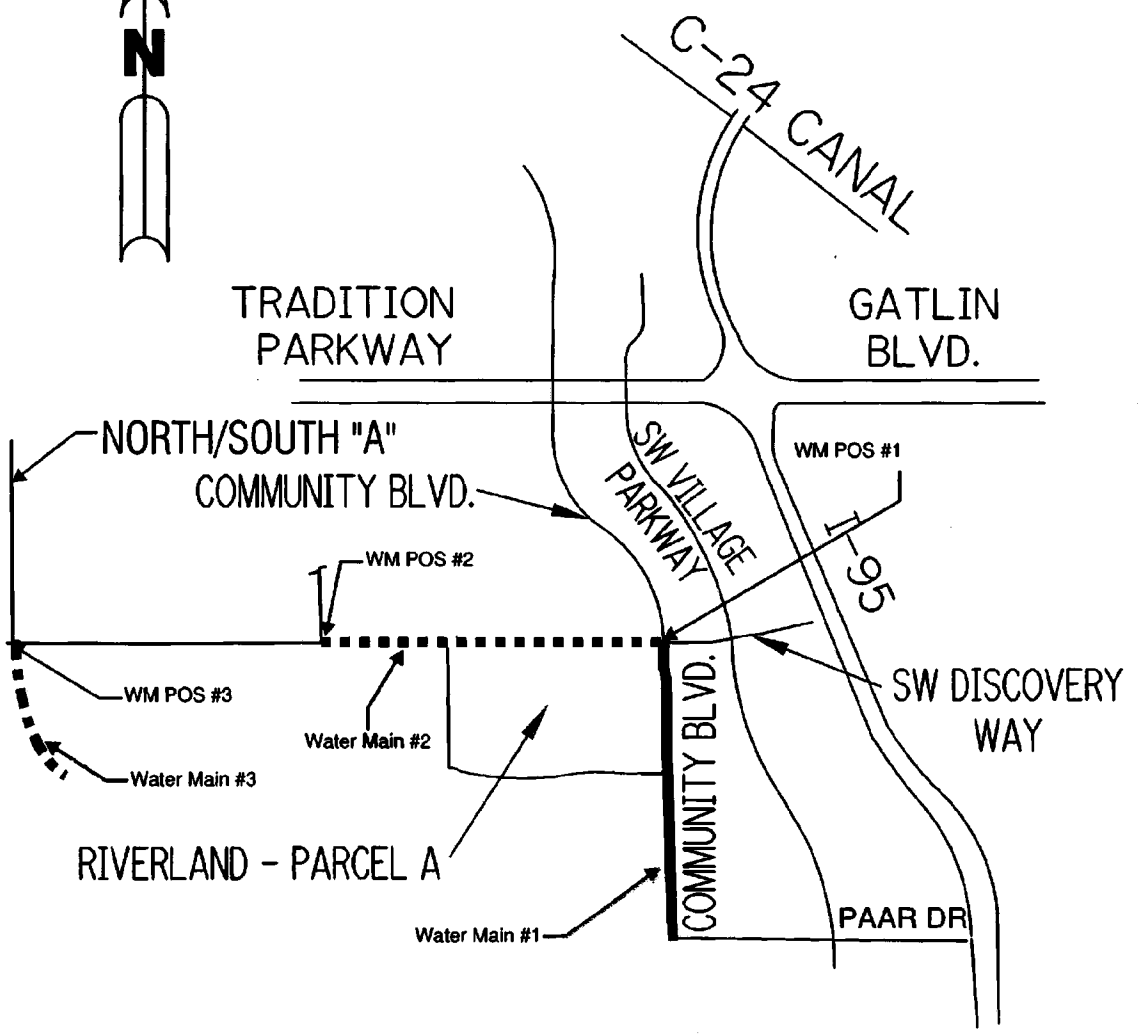 N
C-24 CANAL
TRADITION
PARKWAY
GATLIN
BLVD.
NORTH/SOUTH "A"
COMMUNITY BLVD.
SW VILLAGE
PARKWAY
WM POS #1
I-95
WM POS #2
WM POS #3
Water Main #2
Water Main #3
COMMUNITY BLVD.
SW DISCOVERY
WAY
RIVERLAND - PARCEL A
Water Main #1
PAAR DR